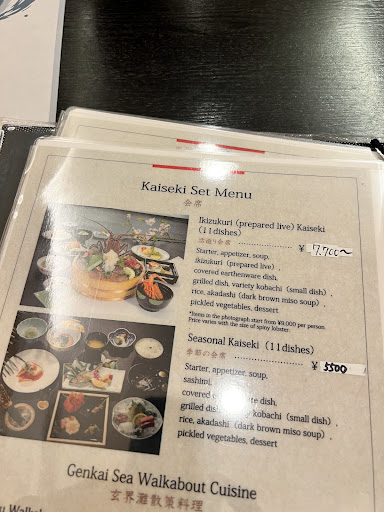 Kaiseki Set Menu
会席
Ikizukuri (prepared live) Kaiseki
(11dishes)
活造り会席 ¥ 7.700〜
Starter, appetizer, soup,
ikizukuri (prepared live) ,
covered earthenware dish,
grilled dish, variety kobachi (small dish) ,
rice, akadashi (dark brown miso soup) ,
pickled vegetables, dessert
*Items in the photograph start from ¥9,000 per person.
Price varies with the size of spiny lobster.
Seasonal Kaiseki (11dishes)
季節の会席 ¥ 5500
Starter, appetizer, soup,
sashimi,
covered dish,
grilled dish, kobachi (small dish) ,
rice, akadashi (dark brown miso soup) ,
pickled vegetables, dessert
Genkai Sea Walkabout Cuisine
玄界灘散策料理